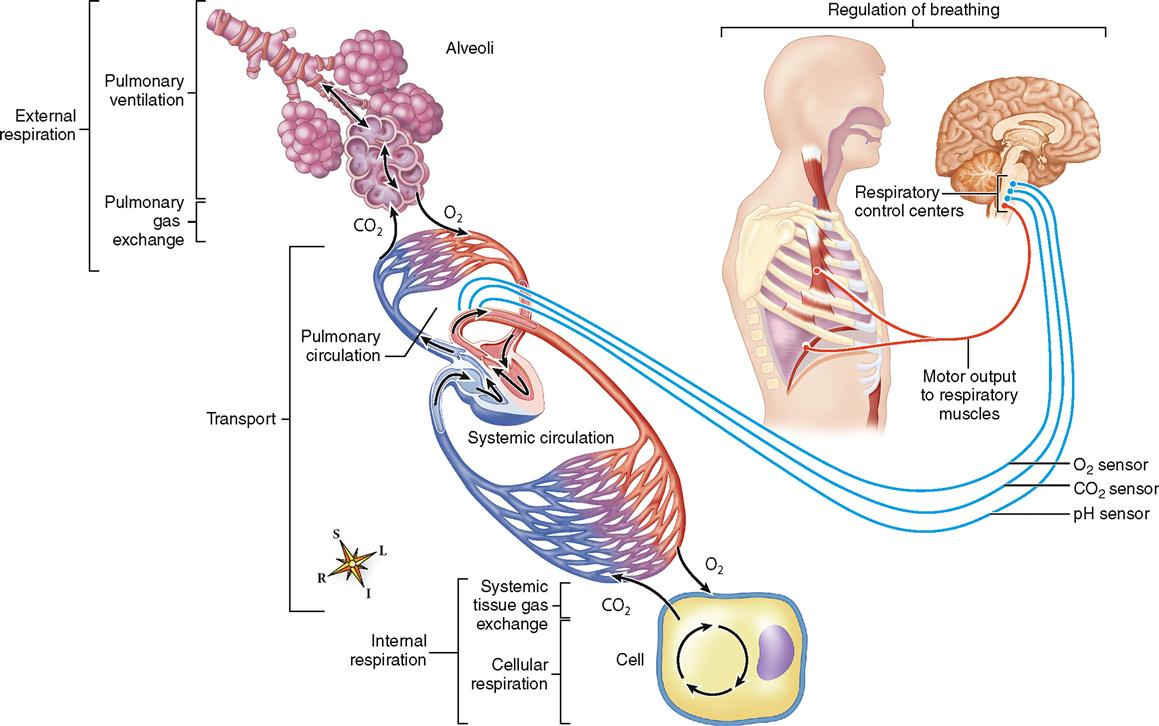 Regulation of breathing
Alveoli
Pulmonary
ventilation
External
respiration
Pulmonary
gas
exchange
CO2
O2
Respiratory
control centers
Pulmonary
circulation
Motor output
to respiratory
muscles
Transport
Systemic circulation
O2 sensor
CO2 sensor
pH sensor
S
L
R
I
O2
CO2
Systemic
tissue gas
exchange
Internal
respiration
Cellular
respiration
Cell